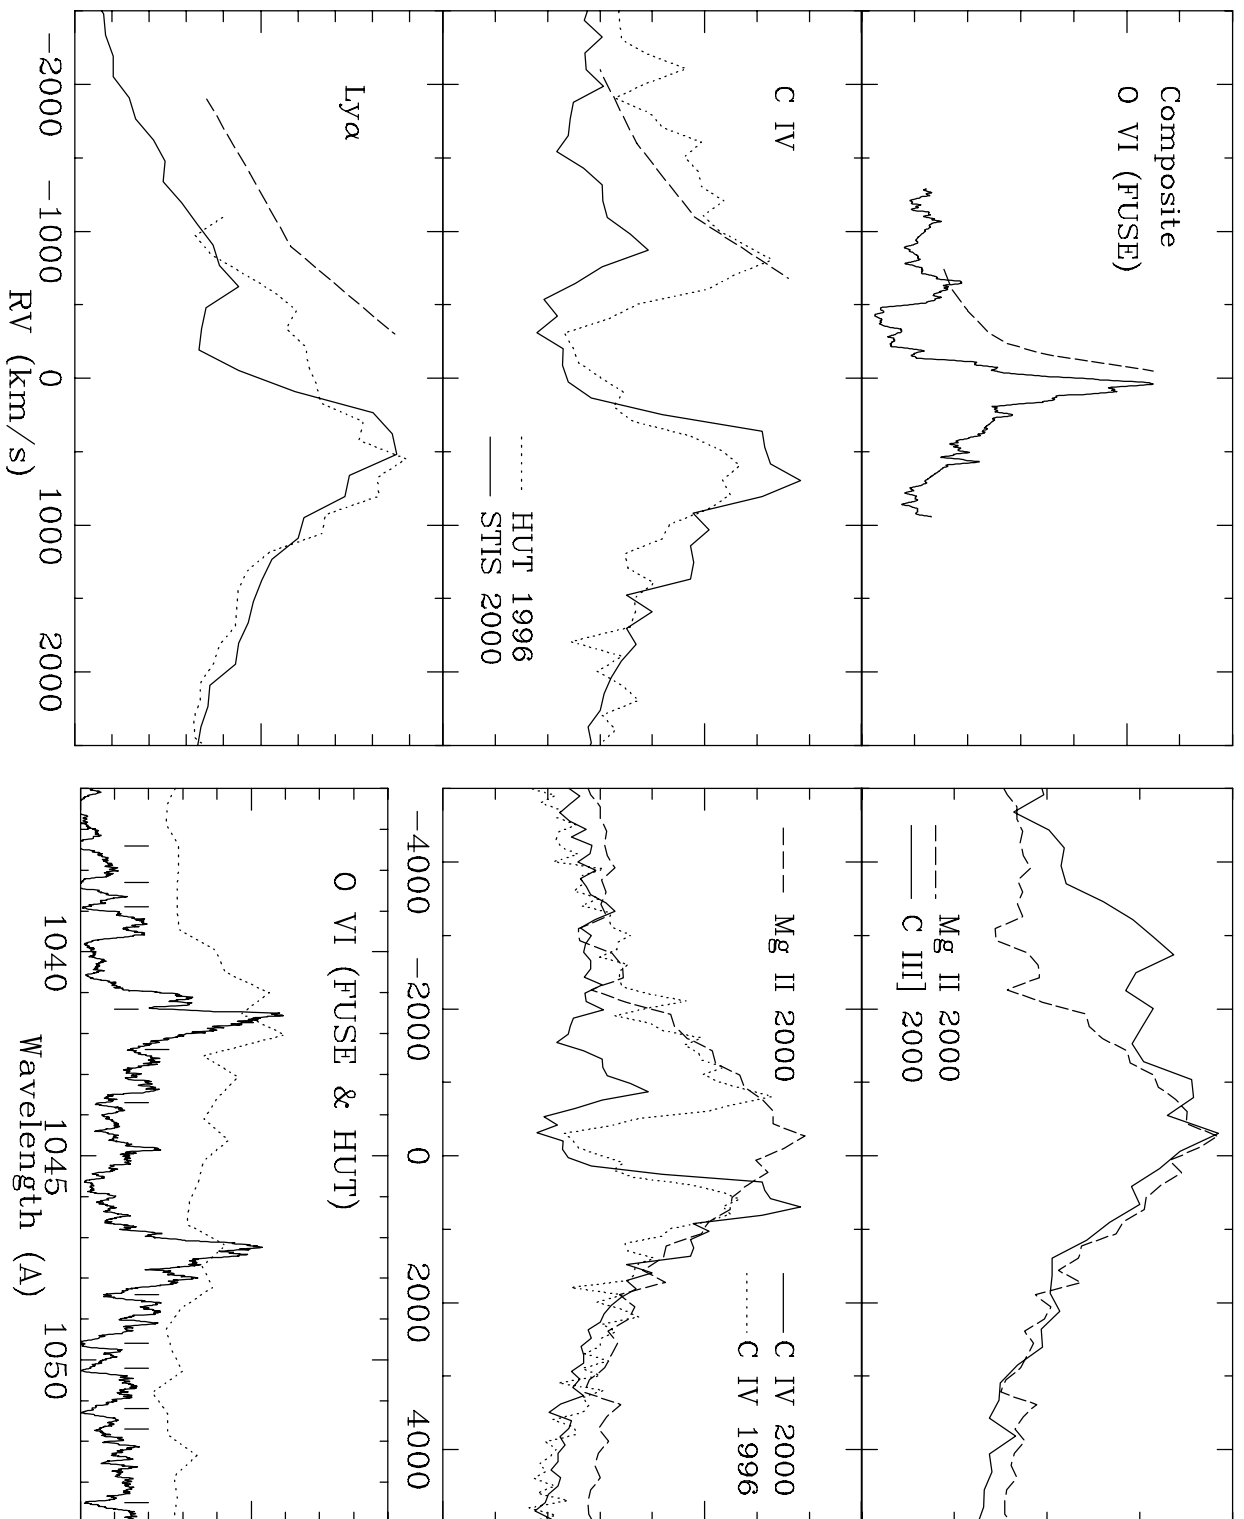 Composite
O VI (FUSE)
C IV
HUT 1996
STIS 2000
Lyα
−2000
−1000
0
1000
2000
RV (km/s)
Mg II 2000
C III] 2000
Mg II 2000
C IV 2000
C IV 1996
−4000
−2000
0
2000
4000
O VI (FUSE & HUT)
1040
1045
1050
Wavelength (A)